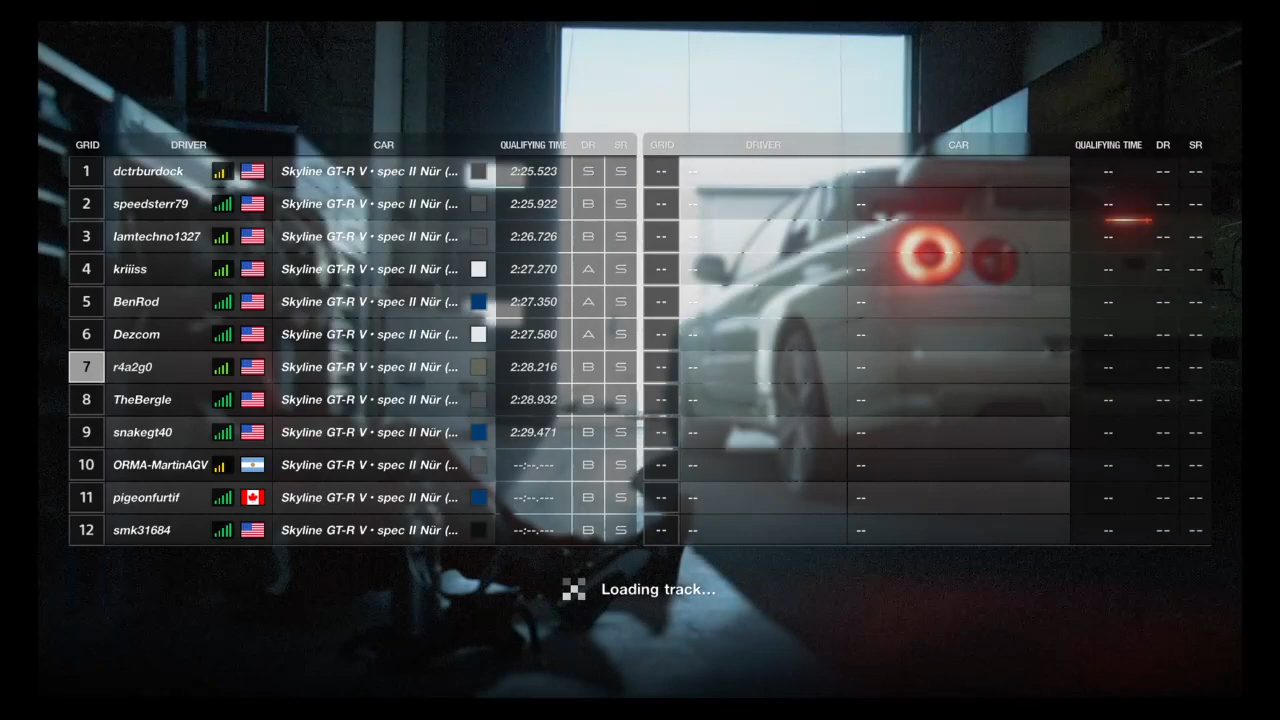 GRID DRIVER CAR QUALIFYING TIME DR SR GRID DRIVER CAR QUALIFYING TIME DR SR
1 dctrburdock Skyline GT-R V・spec II Nür (... 2:25.523 S S -- -- -- -- -- --
2 speedsterr79 Skyline GT-R V・spec II Nür (... 2:25.922 B S -- -- -- -- -- --
3 Iamtechno1327 Skyline GT-R V・spec II Nür (... 2:26.726 B S -- -- -- -- -- --
4 kriiiss Skyline GT-R V・spec II Nür (... 2:27.270 A S -- -- -- -- -- --
5 BenRod Skyline GT-R V・spec II Nür (... 2:27.350 A S -- -- -- -- -- --
6 Dezcom Skyline GT-R V・spec II Nür (... 2:27.580 A S -- -- -- -- -- --
7 r4a2g0 Skyline GT-R V・spec II Nür (... 2:28.216 B S -- -- -- -- -- --
8 TheBergle Skyline GT-R V・spec II Nür (... 2:28.932 B S -- -- -- -- -- --
9 snakegt40 Skyline GT-R V・spec II Nür (... 2:29.471 B S -- -- -- -- -- --
10 ORMA-MartinAGV Skyline GT-R V・spec II Nür (... --:--.--- B S -- -- -- -- -- --
11 pigeonfurtif Skyline GT-R V・spec II Nür (... --:--.--- B S -- -- -- -- -- --
12 smk31684 Skyline GT-R V・spec II Nür (... --:--.--- B S -- -- -- -- -- --
Loading track...